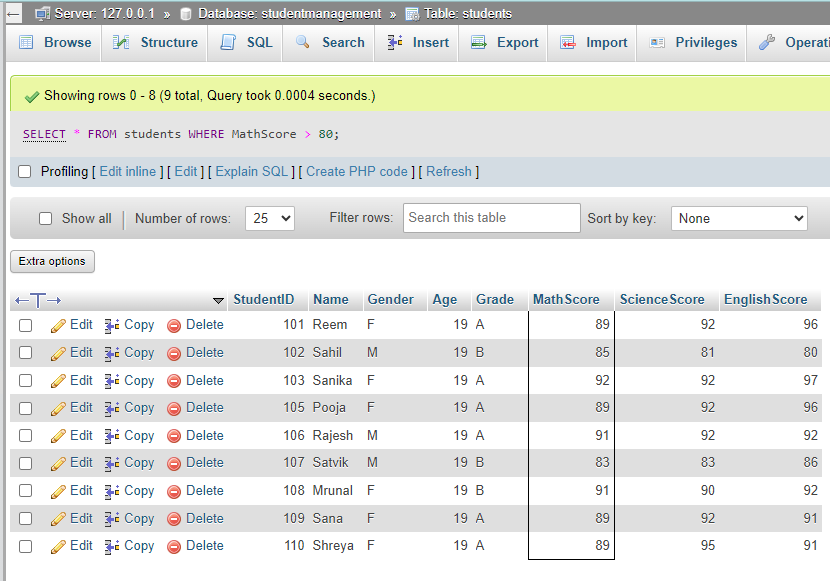 Server: 127.0.0.1 » Database: studentmanagement » Table: students
Browse Structure SQL Search Insert Export Import Privileges Operati
Showing rows 0 - 8 (9 total, Query took 0.0004 seconds.)
SELECT * FROM students WHERE MathScore > 80;
Profiling [ Edit inline ] [ Edit ] [ Explain SQL ] [ Create PHP code ] [ Refresh ]
Show all Number of rows: 25 Filter rows: Search this table Sort by key: None
Extra options
←T→ StudentID Name Gender Age Grade MathScore ScienceScore EnglishScore
Edit Copy Delete 101 Reem F 19 A 89 92 96
Edit Copy Delete 102 Sahil M 19 B 85 81 80
Edit Copy Delete 103 Sanika F 19 A 92 92 97
Edit Copy Delete 105 Pooja F 19 A 89 92 96
Edit Copy Delete 106 Rajesh M 19 A 91 92 92
Edit Copy Delete 107 Satvik M 19 B 83 83 86
Edit Copy Delete 108 Mrunal F 19 B 91 90 92
Edit Copy Delete 109 Sana F 19 A 89 92 91
Edit Copy Delete 110 Shreya F 19 A 89 95 91